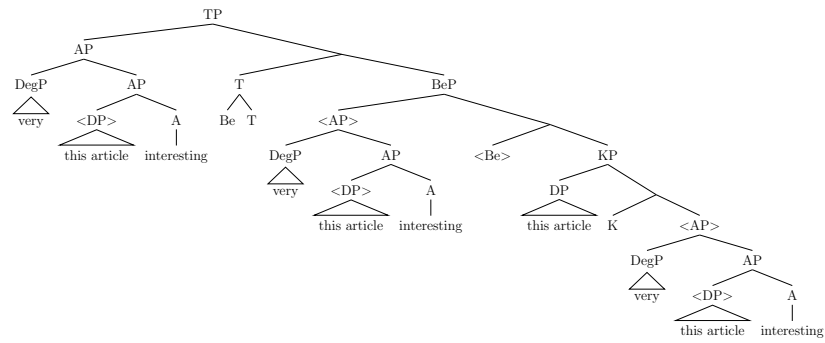 TP
AP
DegP AP T BeP
very <DP> A Be T <AP> <Be> KP
this article interesting DegP AP DP
very <DP> A this article K <AP>
this article interesting DegP AP
very <DP> A
this article interesting